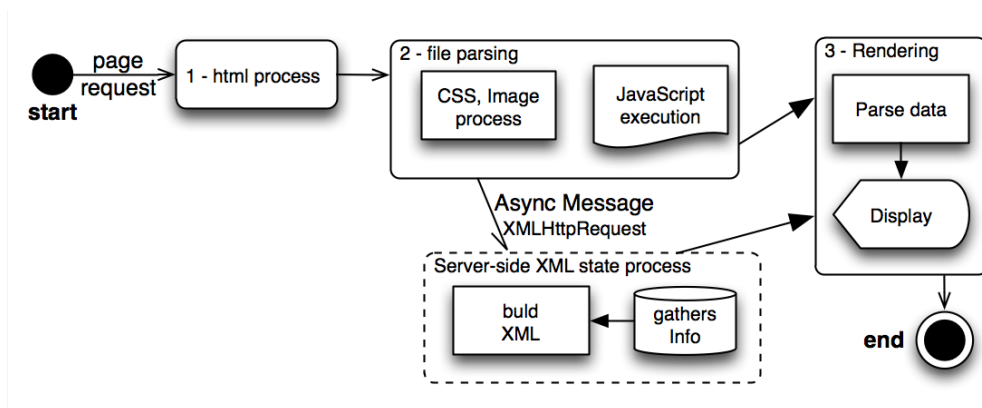 page
request
start
1 - html process
2 - file parsing
CSS, Image
process
JavaScript
execution
3 - Rendering
Parse data
Display
Async Message
XMLHttpRequest
Server-side XML state process
buld
XML
gathers
Info
end